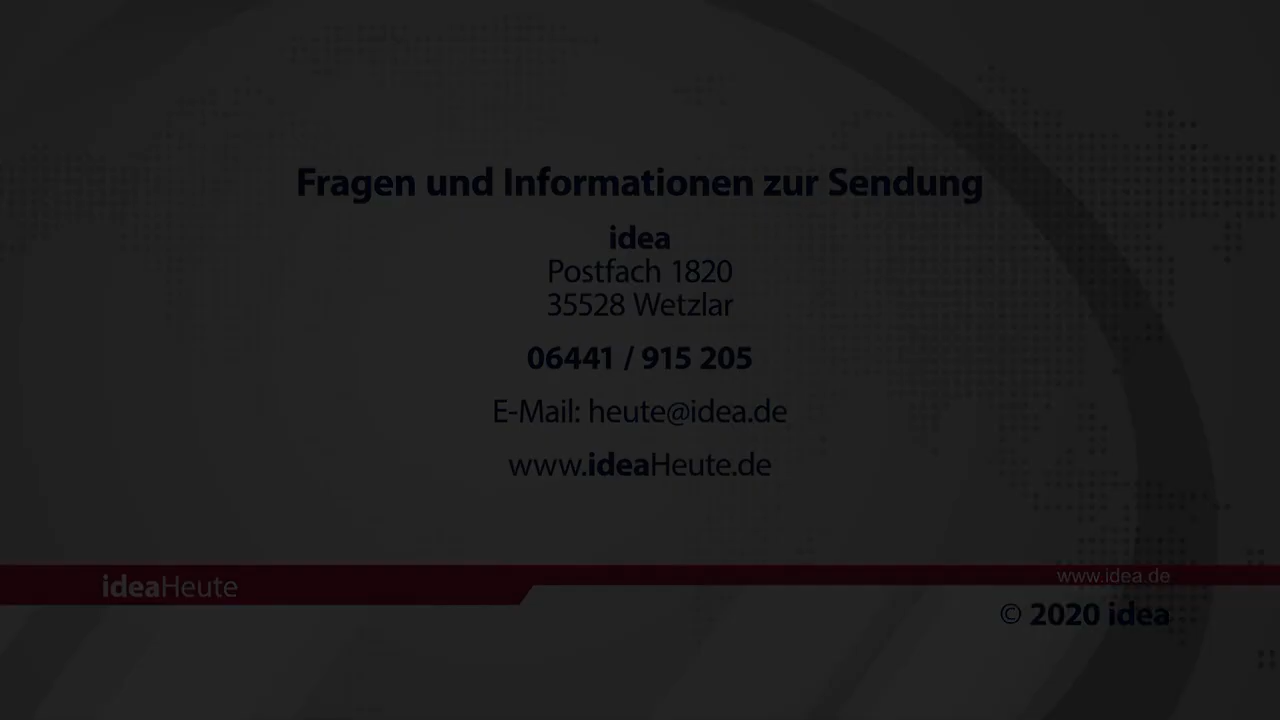 Fragen und Informationen zur Sendung
idea
Postfach 1820
35528 Wetzlar
06441 / 915 205
E-Mail: heute@idea.de
www.ideaHeute.de
ideaHeute
www.idea.de
© 2020 idea